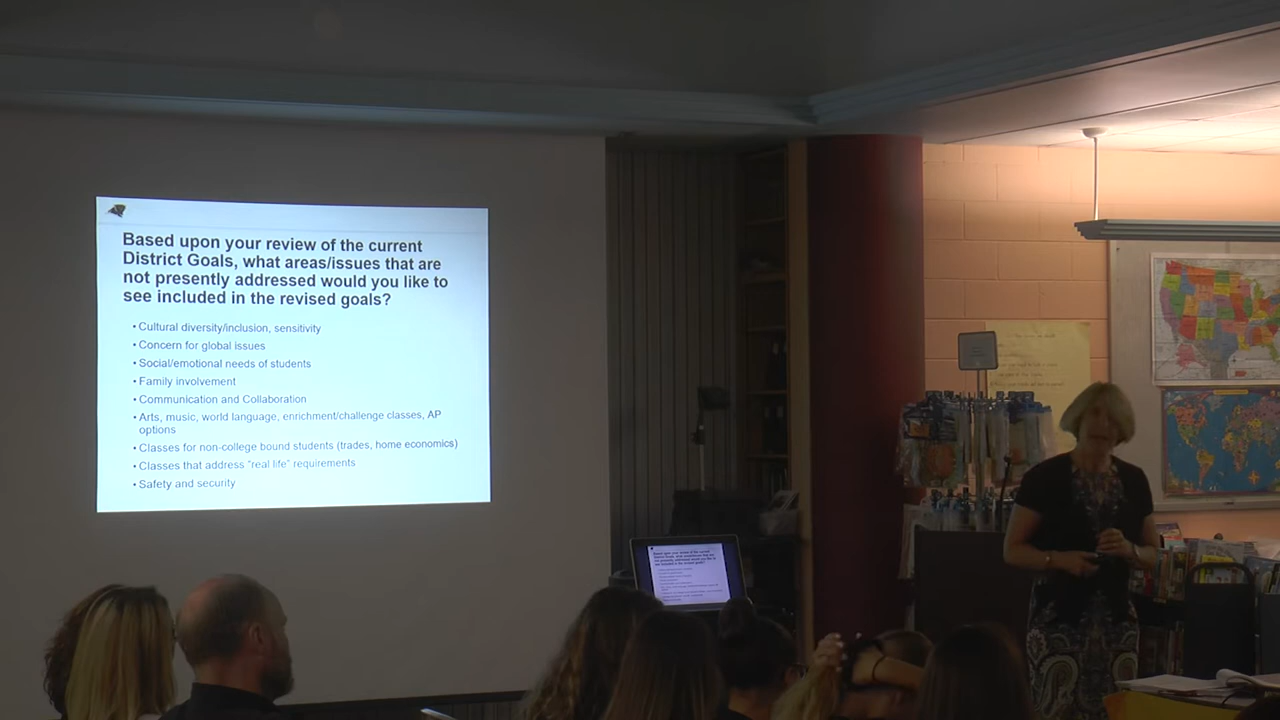 Based upon your review of the current
District Goals, what areas/issues that are
not presently addressed would you like to
see included in the revised goals?
• Cultural diversity/inclusion, sensitivity
• Concern for global issues
• Social/emotional needs of students
• Family involvement
• Communication and Collaboration
• Arts, music, world language, enrichment/challenge classes, AP
options
• Classes for non-college bound students (trades, home economics)
• Classes that address "real life" requirements
• Safety and security